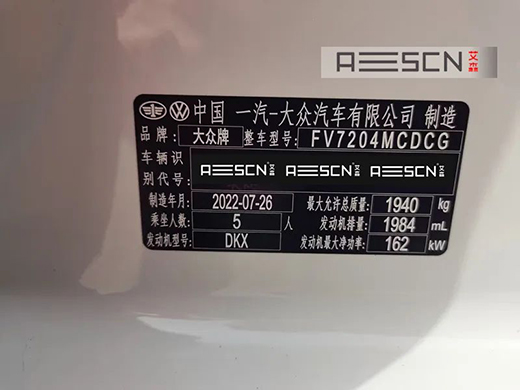 AESCN 艾森
中国 一汽-大众汽车有限公司 制造
品牌: 大众牌 整车型号: FV7204MCDCG
车辆识 AESCN AESCN AESCN
别代号:
制造年月: 2022-07-26 最大允许总质量: 1940 kg
乘坐人数: 5 人 发动机排量: 1984 mL
发动机型号: DKX 发动机最大净功率: 162 kW